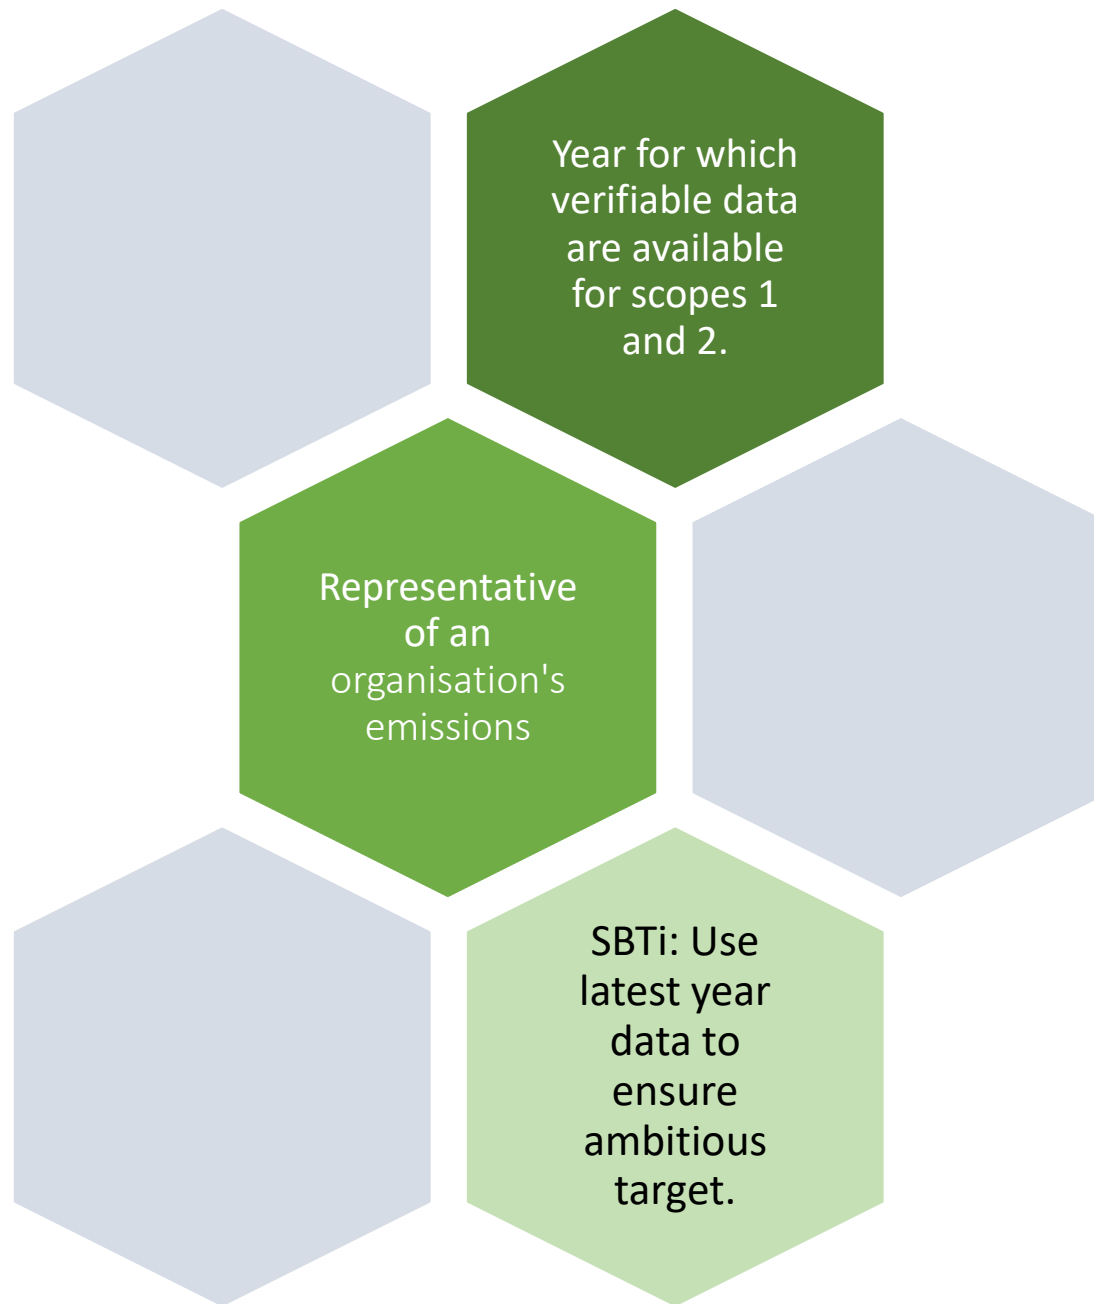 Year for which
verifiable data
are available
for scopes 1
and 2.
Representative
of an
organisation's
emissions
SBTi: Use
latest year
data to
ensure
ambitious
target.